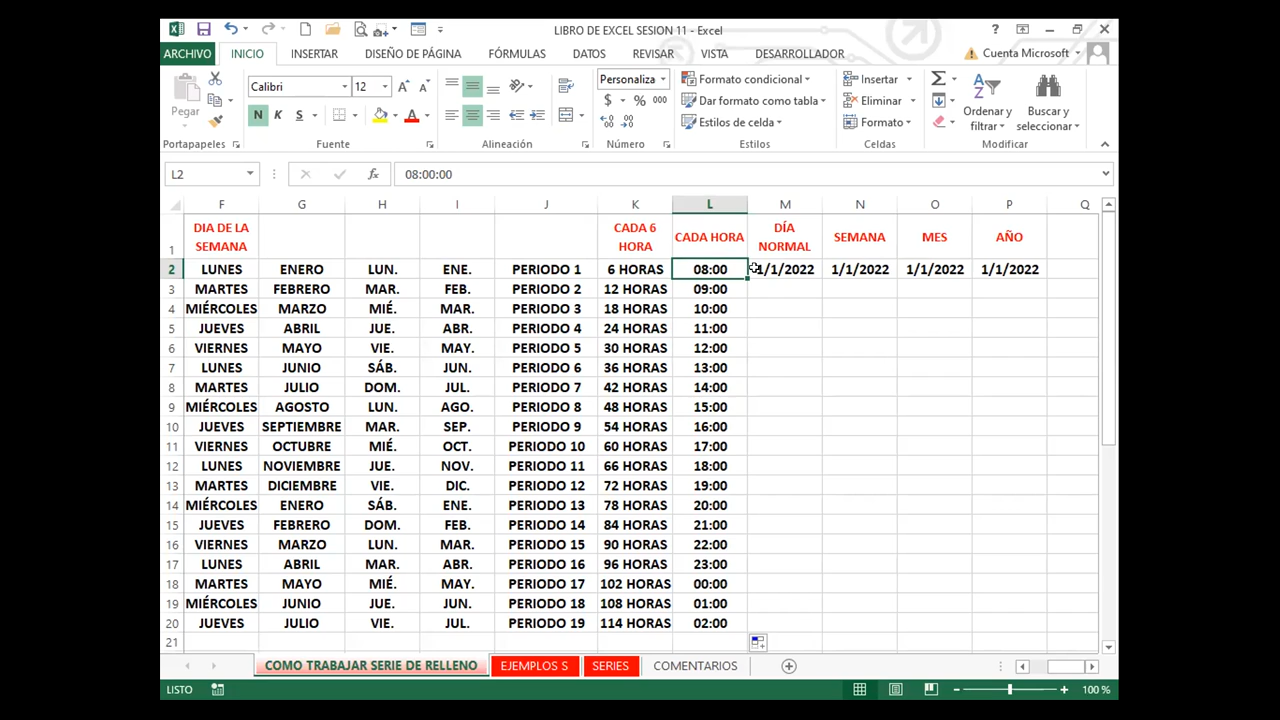 LIBRO DE EXCEL SESION 11 - Excel
ARCHIVO INICIO INSERTAR DISEÑO DE PÁGINA FÓRMULAS DATOS REVISAR VISTA DESARROLLADOR Cuenta Microsoft
Pegar
Calibri 12
N K S
Personaliza
$ % 000
Formato condicional
Dar formato como tabla
Estilos de celda
Insertar
Eliminar
Formato
Ordenar y filtrar
Buscar y seleccionar
Portapapeles Fuente Alineación Número Estilos Celdas Modificar
L2 fx 08:00:00
F G H I J K L M N O P Q
1 DIA DE LA SEMANA CADA 6 HORA CADA HORA DÍA NORMAL SEMANA MES AÑO
2 LUNES ENERO LUN. ENE. PERIODO 1 6 HORAS 08:00 1/1/2022 1/1/2022 1/1/2022 1/1/2022
3 MARTES FEBRERO MAR. FEB. PERIODO 2 12 HORAS 09:00
4 MIÉRCOLES MARZO MIÉ. MAR. PERIODO 3 18 HORAS 10:00
5 JUEVES ABRIL JUE. ABR. PERIODO 4 24 HORAS 11:00
6 VIERNES MAYO VIE. MAY. PERIODO 5 30 HORAS 12:00
7 LUNES JUNIO SÁB. JUN. PERIODO 6 36 HORAS 13:00
8 MARTES JULIO DOM. JUL. PERIODO 7 42 HORAS 14:00
9 MIÉRCOLES AGOSTO LUN. AGO. PERIODO 8 48 HORAS 15:00
10 JUEVES SEPTIEMBRE MAR. SEP. PERIODO 9 54 HORAS 16:00
11 VIERNES OCTUBRE MIÉ. OCT. PERIODO 10 60 HORAS 17:00
12 LUNES NOVIEMBRE JUE. NOV. PERIODO 11 66 HORAS 18:00
13 MARTES DICIEMBRE VIE. DIC. PERIODO 12 72 HORAS 19:00
14 MIÉRCOLES ENERO SÁB. ENE. PERIODO 13 78 HORAS 20:00
15 JUEVES FEBRERO DOM. FEB. PERIODO 14 84 HORAS 21:00
16 VIERNES MARZO LUN. MAR. PERIODO 15 90 HORAS 22:00
17 LUNES ABRIL MAR. ABR. PERIODO 16 96 HORAS 23:00
18 MARTES MAYO MIÉ. MAY. PERIODO 17 102 HORAS 00:00
19 MIÉRCOLES JUNIO JUE. JUN. PERIODO 18 108 HORAS 01:00
20 JUEVES JULIO VIE. JUL. PERIODO 19 114 HORAS 02:00
21
COMO TRABAJAR SERIE DE RELLENO EJEMPLOS S SERIES COMENTARIOS
LISTO 100 %